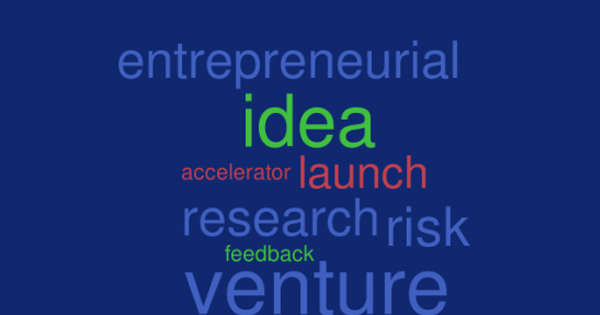 entrepreneurial
idea
accelerator launch
research risk
feedback
venture